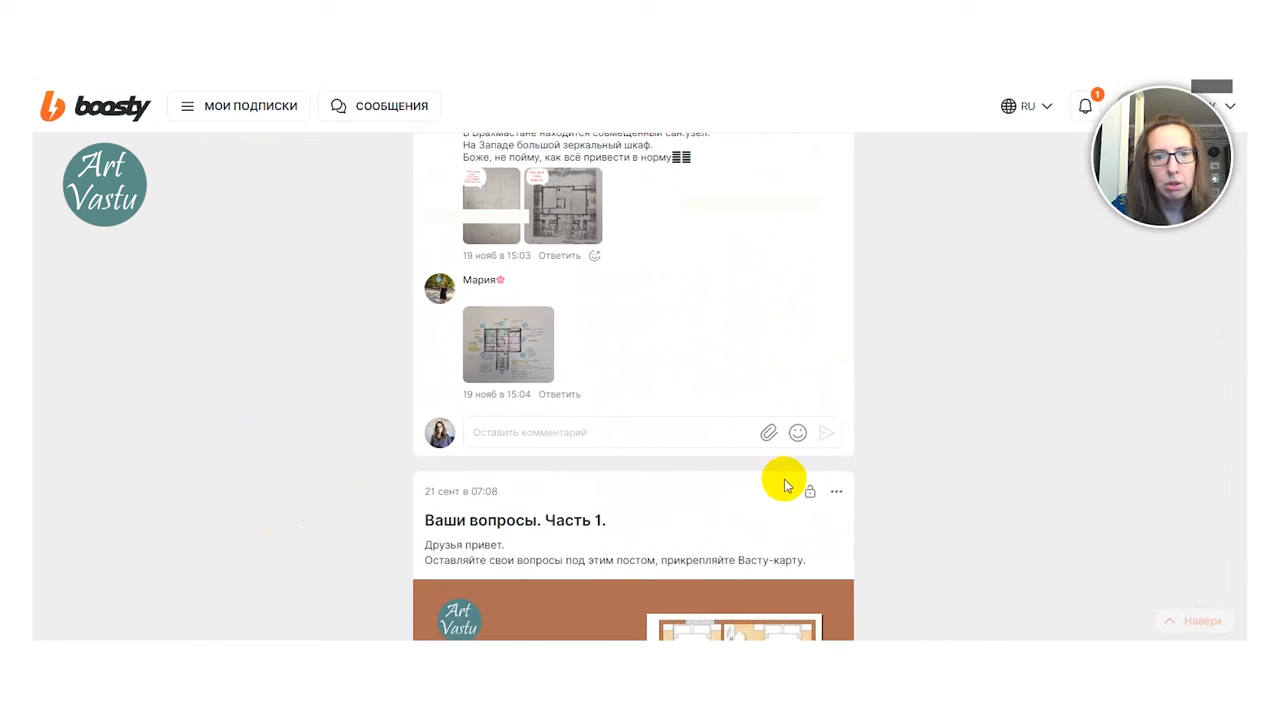 boosty
МОИ ПОДПИСКИ
СООБЩЕНИЯ
RU
1
Art
Vastu
В Брахмастане находится совмещенный сан.узел.
На Западе большой зеркальный шкаф.
Боже, не пойму, как всё привести в норму
19 нояб в 15:03 Ответить
Мария
19 нояб в 15:04 Ответить
Оставить комментарий
21 сент в 07:08
Ваши вопросы. Часть 1.
Друзья привет.
Оставляйте свои вопросы под этим постом, прикрепляйте Васту-карту.
Art
Vastu
Наверх